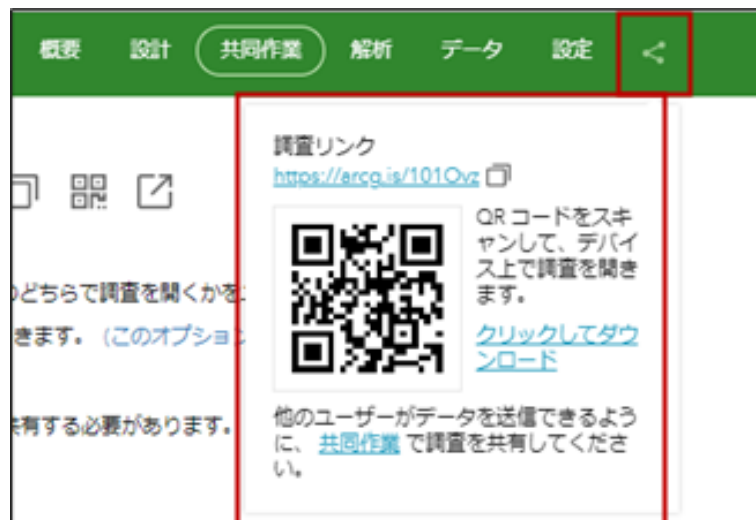 概要 設計 共同作業 解析 データ 設定
調査リンク
https://arcg.is/101Ovz
QR コードをスキ
ャンして、デバイ
ス上で調査を開き
ます。
クリックしてダウ
ンロード
のどちらで調査を開くかを
きます。(このオプション
共有する必要があります。
他のユーザーがデータを送信できるよう
に、共同作業 で調査を共有してくださ
い。